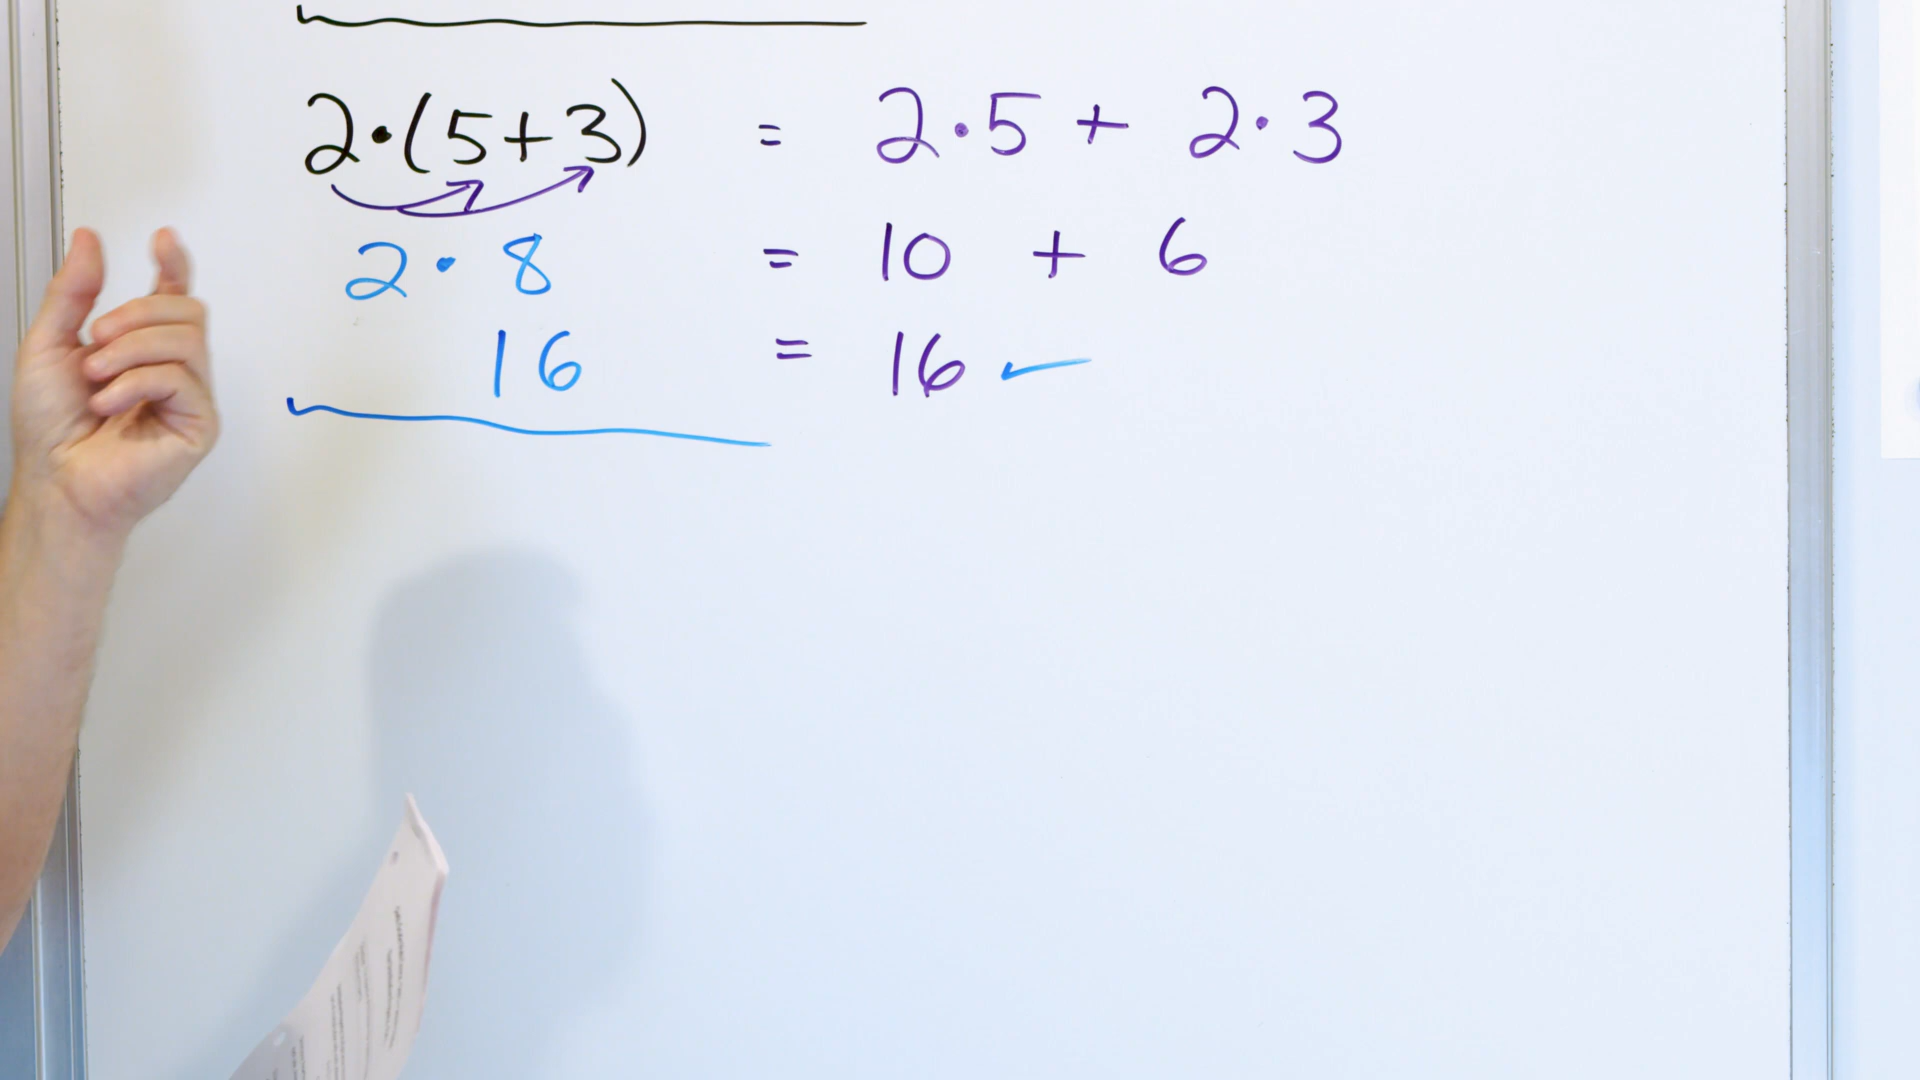 2·(5+3) = 2·5 + 2·3
2·8 = 10 + 6
16 = 16 ✓